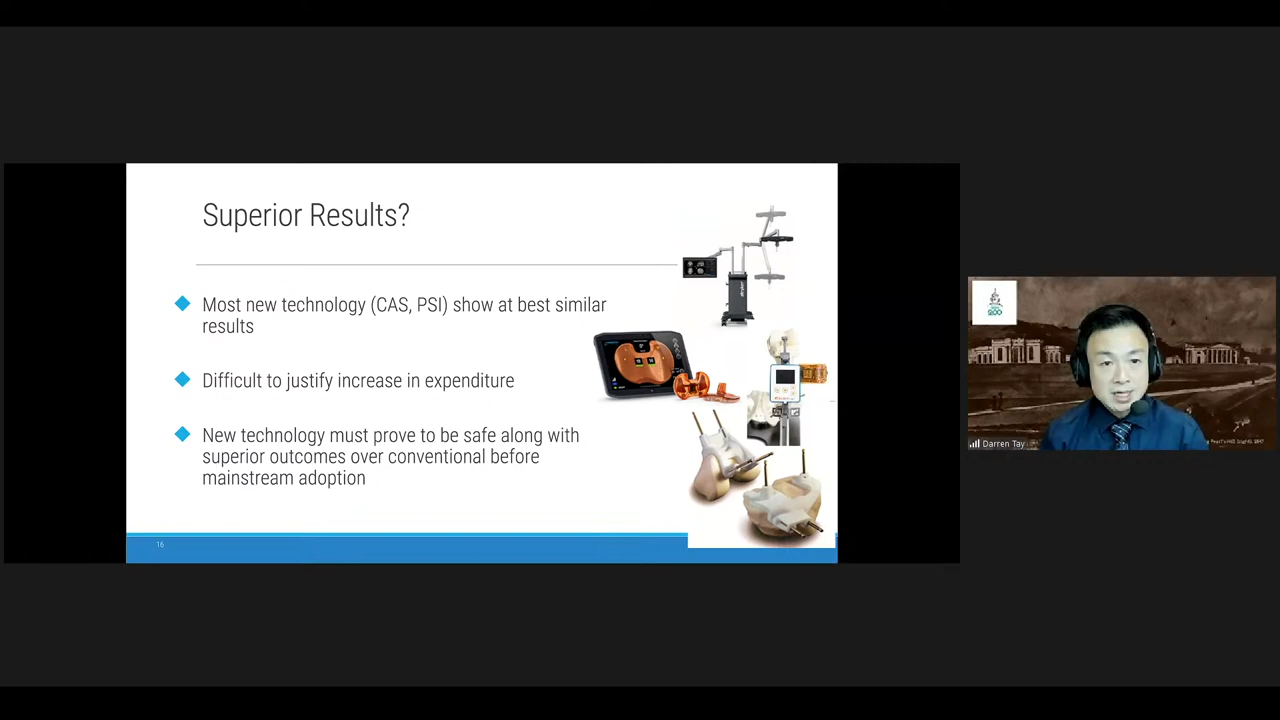 Superior Results?
Most new technology (CAS, PSI) show at best similar
results
Difficult to justify increase in expenditure
New technology must prove to be safe along with
superior outcomes over conventional before
mainstream adoption
16
200
Darren Tay